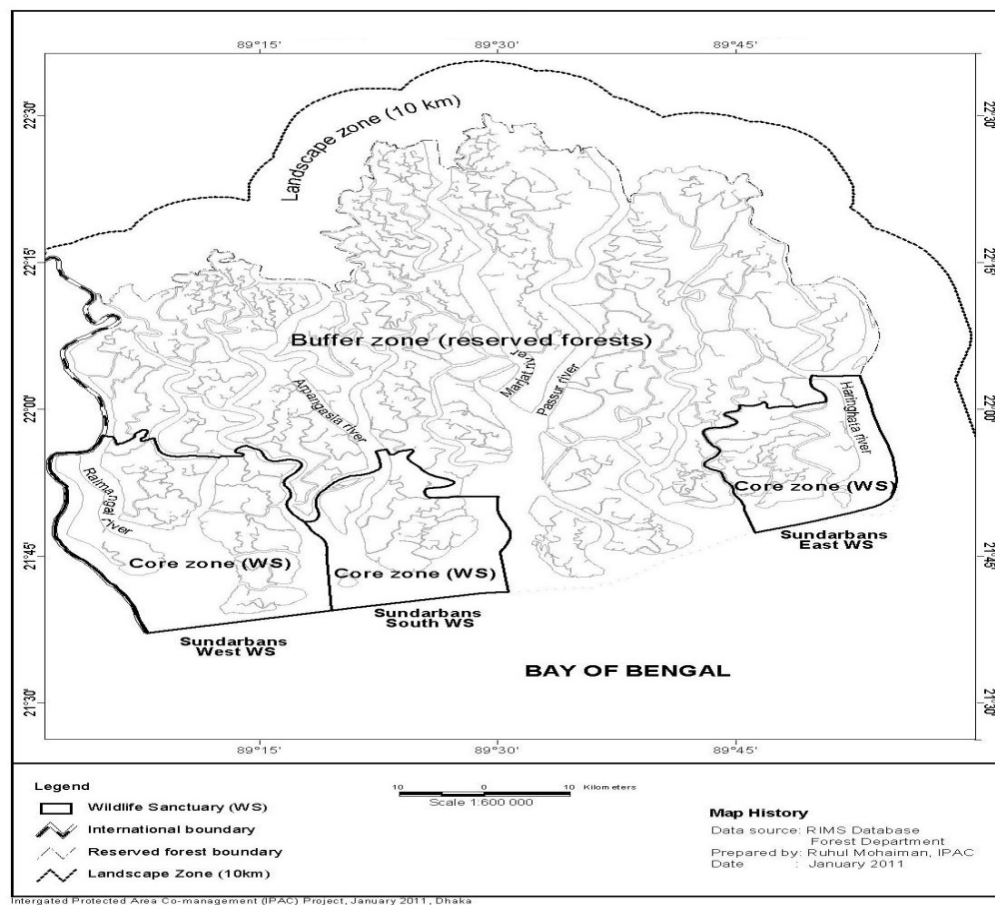 89°15'
89°30'
89°45'
22°30'
22°30'
Landscape zone (10 km)
22°15'
22°15'
Buffer zone (reserved forests)
Marjat river
Passur river
Arpangasia river
22°00'
22°00'
Haringhata river
Raimangal river
Core zone (WS)
Sundarbans
East WS
21°45'
21°45'
Core zone (WS)
Core zone (WS)
Sundarbans
South WS
Sundarbans
West WS
BAY OF BENGAL
21°30'
21°30'
89°15'
89°30'
89°45'
Legend
Wildlife Sanctuary (WS)
International boundary
Reserved forest boundary
Landscape Zone (10km)
10 0 10 Kilometers
Scale 1:600 000
Map History
Data source: RIMS Database
Forest Department
Prepared by: Ruhul Mohaiman, IPAC
Date : January 2011
Intergated Protected Area Co-management (IPAC) Project, January 2011, Dhaka